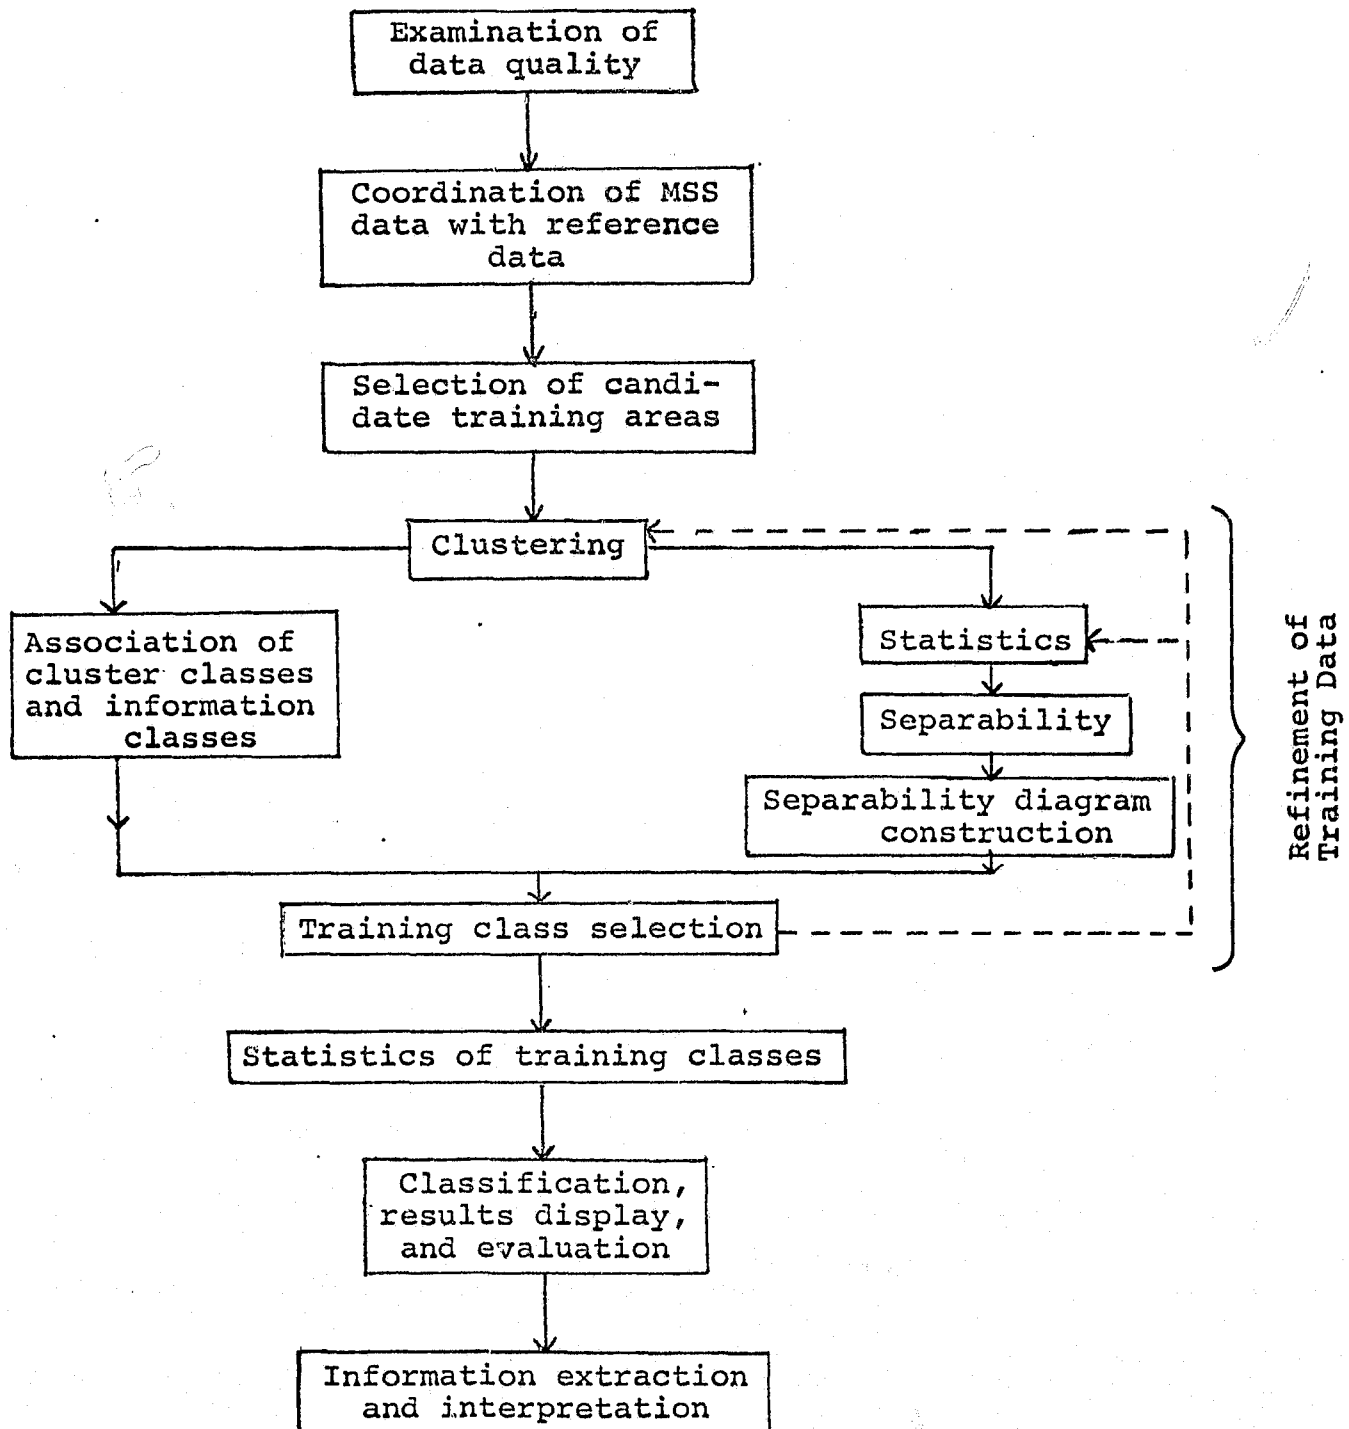 Examination of
data quality
Coordination of MSS
data with reference
data
Selection of candi-
date training areas
Clustering
Association of
cluster classes
and information
classes
Statistics
Separability
Separability diagram
construction
Refinement of
Training Data
Training class selection
Statistics of training classes
Classification,
results display,
and evaluation
Information extraction
and interpretation